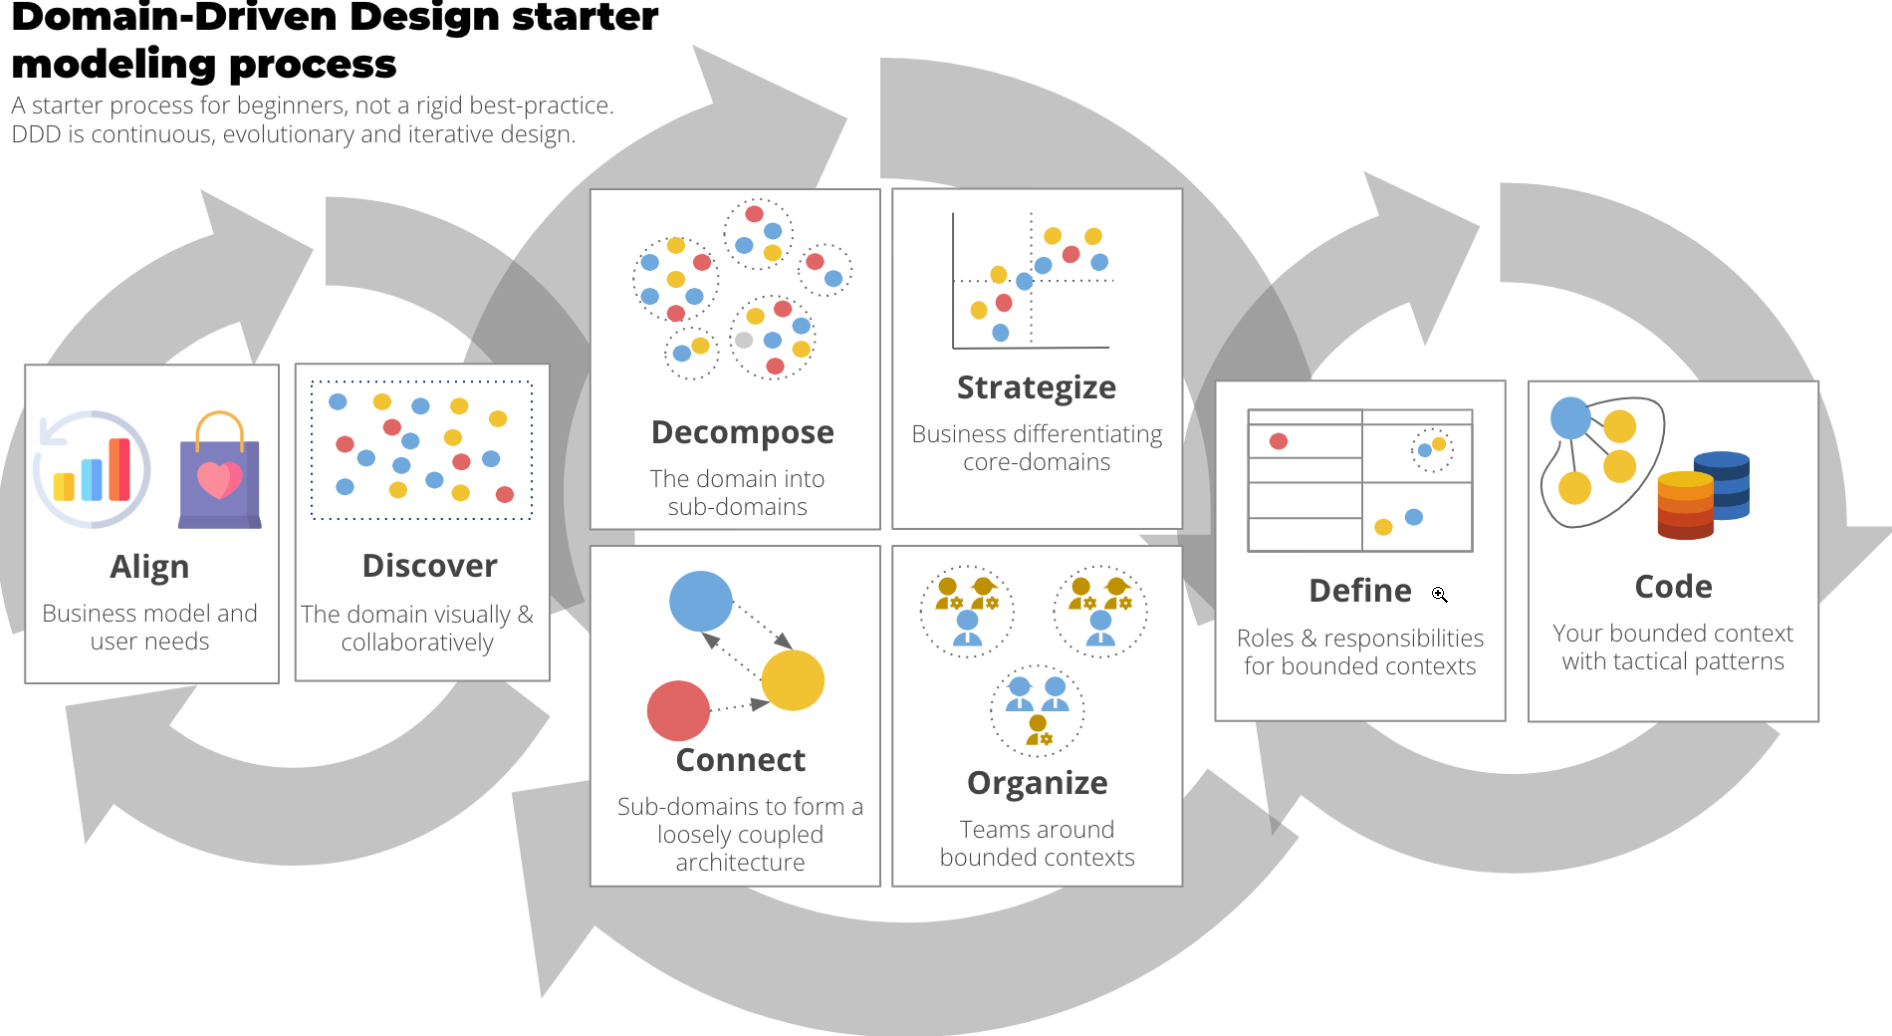 Domain-Driven Design starter
modeling process
A starter process for beginners, not a rigid best-practice.
DDD is continuous, evolutionary and iterative design.
Align
Business model and
user needs
Discover
The domain visually &
collaboratively
Decompose
The domain into
sub-domains
Strategize
Business differentiating
core-domains
Connect
Sub-domains to form a
loosely coupled
architecture
Organize
Teams around
bounded contexts
Define
Roles & responsibilities
for bounded contexts
Code
Your bounded context
with tactical patterns